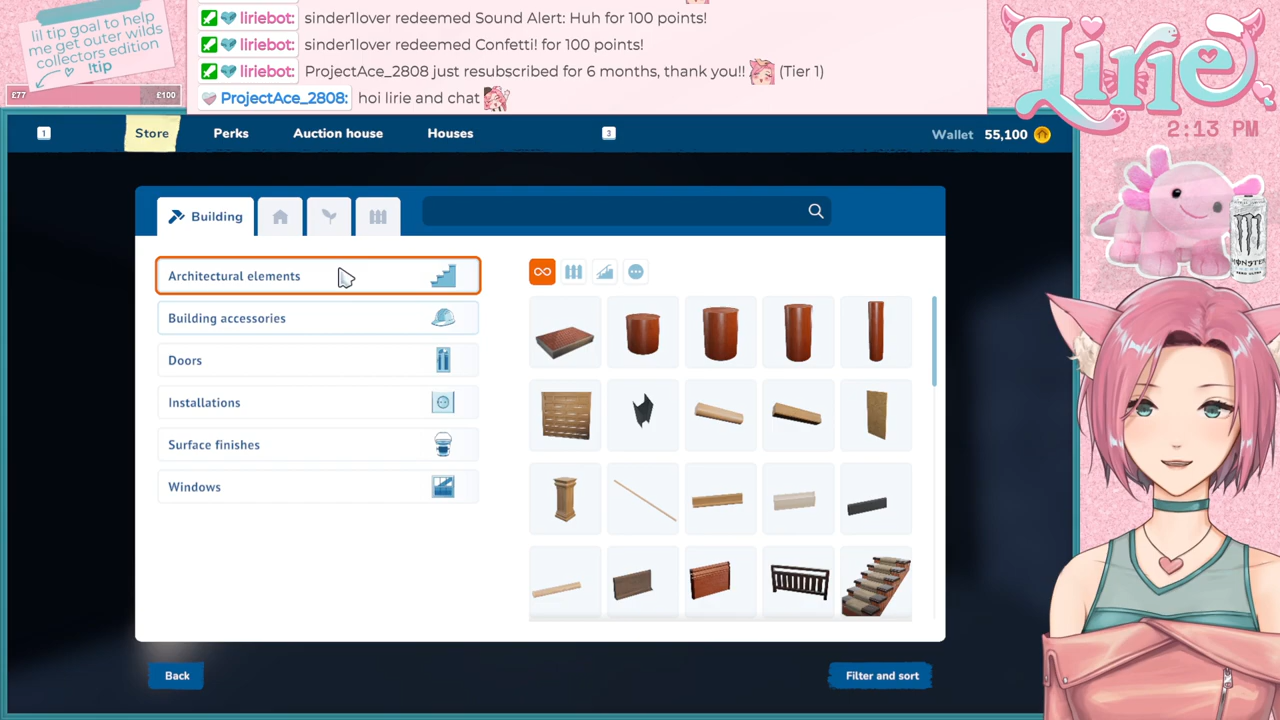 lil tip goal to help
me get outer wilds
collectors edition
!tip
£77
£100
liriebot: sinder1lover redeemed Sound Alert: Huh for 100 points!
liriebot: sinder1lover redeemed Confetti! for 100 points!
liriebot: ProjectAce_2808 just resubscribed for 6 months, thank you!! (Tier 1)
ProjectAce_2808: hoi lirie and chat
Lirie
2:13 PM
1 Store Perks Auction house Houses 3 Wallet 55,100
Building
Architectural elements
Building accessories
Doors
Installations
Surface finishes
Windows
Back
Filter and sort
MONSTER